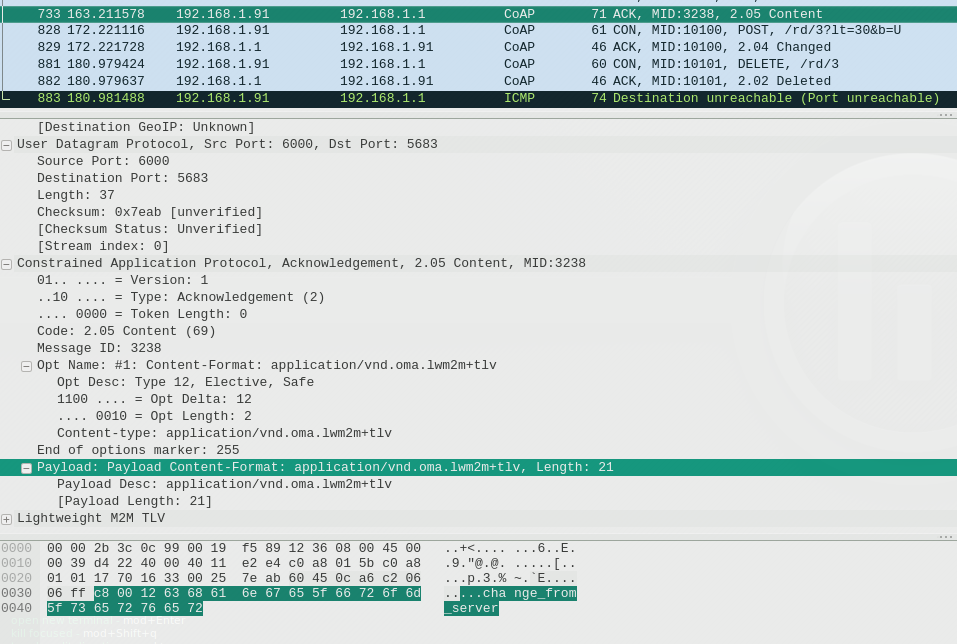 733 163.211578 192.168.1.91 192.168.1.1 CoAP 71 ACK, MID:3238, 2.05 Content
828 172.221116 192.168.1.91 192.168.1.1 CoAP 61 CON, MID:10100, POST, /rd/3?lt=30&b=U
829 172.221728 192.168.1.1 192.168.1.91 CoAP 46 ACK, MID:10100, 2.04 Changed
881 180.979424 192.168.1.91 192.168.1.1 CoAP 60 CON, MID:10101, DELETE, /rd/3
882 180.979637 192.168.1.1 192.168.1.91 CoAP 46 ACK, MID:10101, 2.02 Deleted
883 180.981488 192.168.1.91 192.168.1.1 ICMP 74 Destination unreachable (Port unreachable)
[Destination GeoIP: Unknown]
User Datagram Protocol, Src Port: 6000, Dst Port: 5683
Source Port: 6000
Destination Port: 5683
Length: 37
Checksum: 0x7eab [unverified]
[Checksum Status: Unverified]
[Stream index: 0]
Constrained Application Protocol, Acknowledgement, 2.05 Content, MID:3238
01.. .... = Version: 1
..10 .... = Type: Acknowledgement (2)
.... 0000 = Token Length: 0
Code: 2.05 Content (69)
Message ID: 3238
Opt Name: #1: Content-Format: application/vnd.oma.lwm2m+tlv
Opt Desc: Type 12, Elective, Safe
1100 .... = Opt Delta: 12
.... 0010 = Opt Length: 2
Content-type: application/vnd.oma.lwm2m+tlv
End of options marker: 255
Payload: Payload Content-Format: application/vnd.oma.lwm2m+tlv, Length: 21
Payload Desc: application/vnd.oma.lwm2m+tlv
[Payload Length: 21]
Lightweight M2M TLV
0000 00 00 2b 3c 0c 99 00 19 f5 89 12 36 08 00 45 00 ..+<.... ...6..E.
0010 00 39 d4 22 40 00 40 11 e2 e4 c0 a8 01 5b c0 a8 .9."@.@. .....[..
0020 01 01 17 70 16 33 00 25 7e ab 60 45 0c a6 c2 06 ...p.3.% ~.`E....
0030 06 ff c8 00 12 63 68 61 6e 67 65 5f 66 72 6f 6d .....cha nge_from
0040 5f 73 65 72 76 65 72 _server
open new terminal mod+Enter
mod+Shift+q